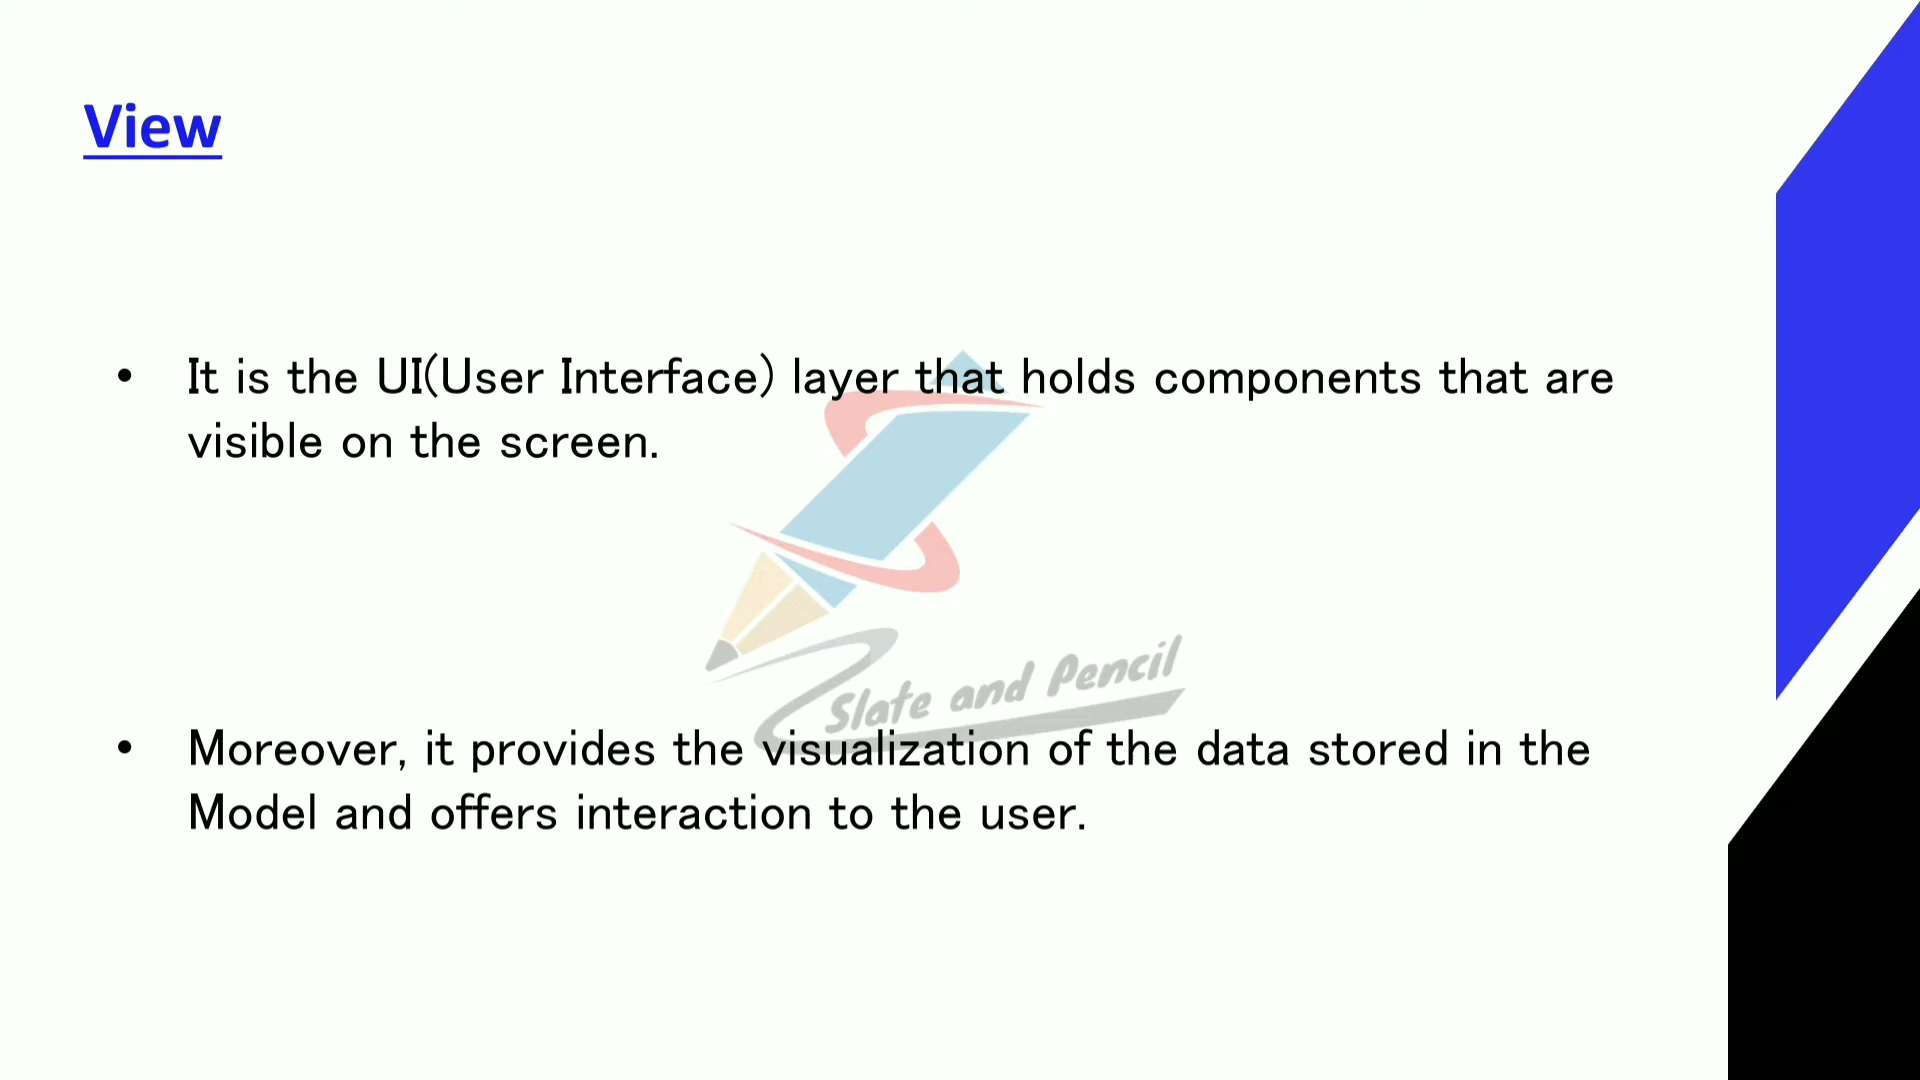 View
• It is the UI(User Interface) layer that holds components that are
visible on the screen.
Slate and Pencil
• Moreover, it provides the visualization of the data stored in the
Model and offers interaction to the user.